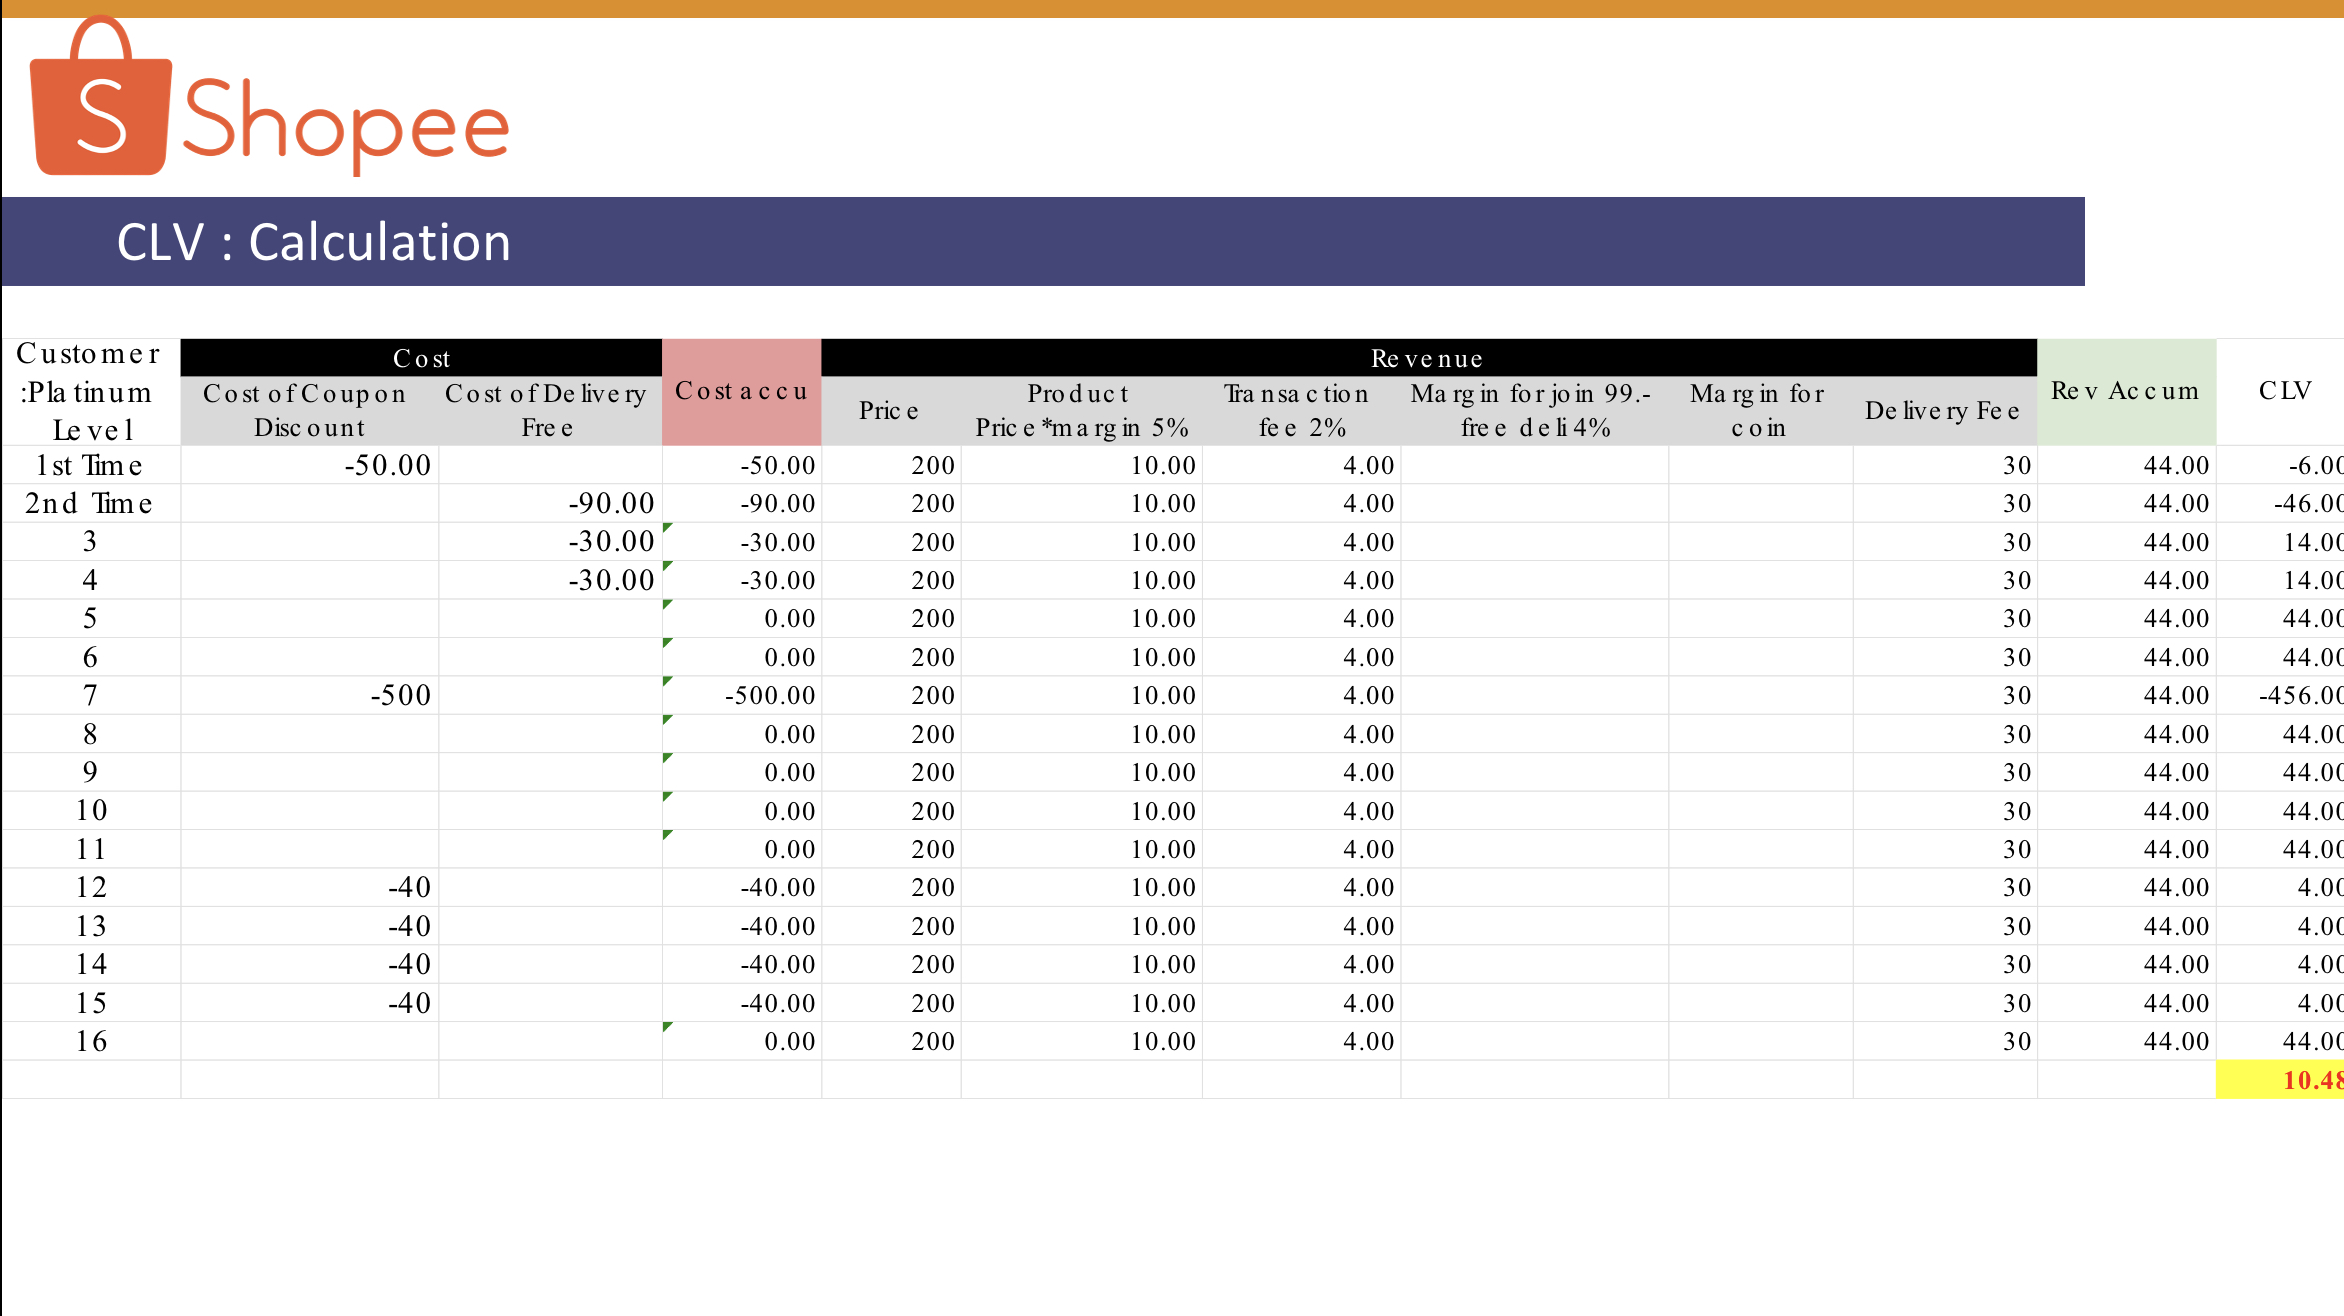 S Shopee
CLV : Calculation
Customer :Platinum Level | Cost | Cost accu | Revenue | Rev Accum | CLV
Cost of Coupon Discount | Cost of Delivery Free | Price | Product Price*margin 5% | Transaction fee 2% | Margin for join 99.- free deli 4% | Margin for coin | Delivery Fee
1st Time -50.00 -50.00 200 10.00 4.00 30 44.00 -6.00
2nd Time -90.00 -90.00 200 10.00 4.00 30 44.00 -46.00
3 -30.00 -30.00 200 10.00 4.00 30 44.00 14.00
4 -30.00 -30.00 200 10.00 4.00 30 44.00 14.00
5 0.00 200 10.00 4.00 30 44.00 44.00
6 0.00 200 10.00 4.00 30 44.00 44.00
7 -500 -500.00 200 10.00 4.00 30 44.00 -456.00
8 0.00 200 10.00 4.00 30 44.00 44.00
9 0.00 200 10.00 4.00 30 44.00 44.00
10 0.00 200 10.00 4.00 30 44.00 44.00
11 0.00 200 10.00 4.00 30 44.00 44.00
12 -40 -40.00 200 10.00 4.00 30 44.00 4.00
13 -40 -40.00 200 10.00 4.00 30 44.00 4.00
14 -40 -40.00 200 10.00 4.00 30 44.00 4.00
15 -40 -40.00 200 10.00 4.00 30 44.00 4.00
16 0.00 200 10.00 4.00 30 44.00 44.00
10.48